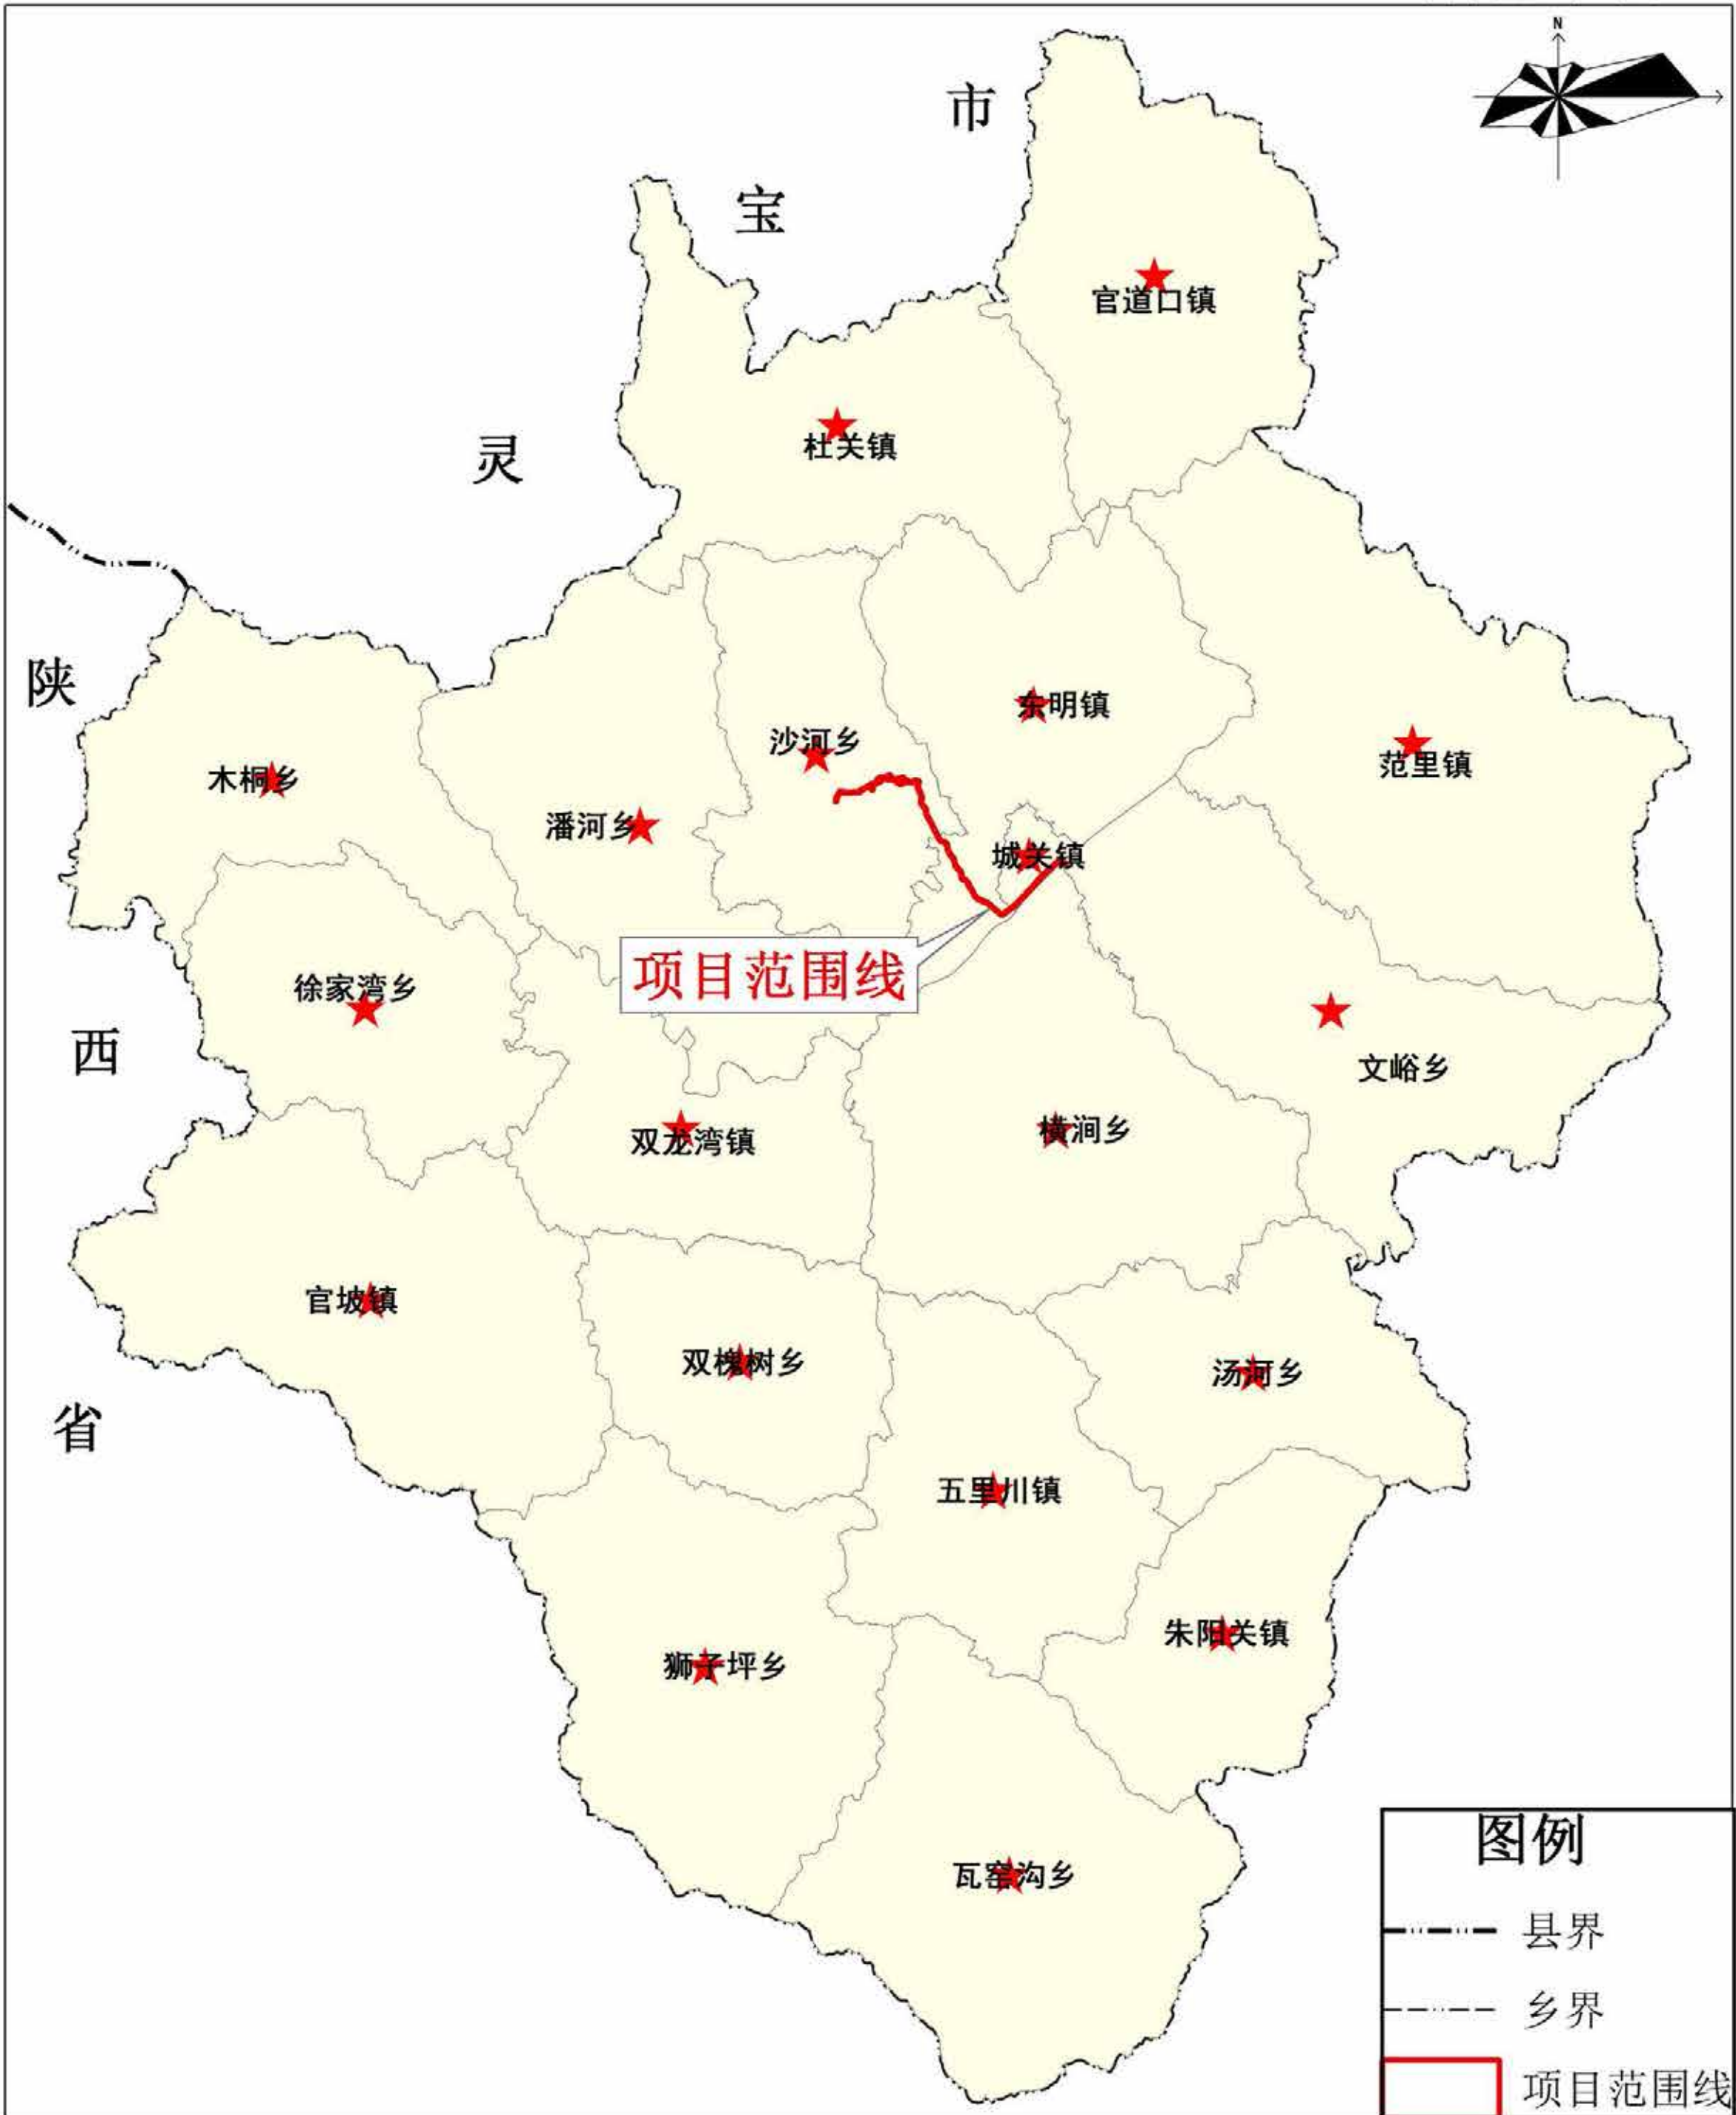 N
市
宝
官道口镇
杜关镇
灵
陕
东明镇
沙河乡
范里镇
木桐乡
潘河乡
城关镇
项目范围线
徐家湾乡
西
文峪乡
横涧乡
双龙湾镇
官坡镇
双槐树乡
汤河乡
省
五里川镇
朱阳关镇
狮子坪乡
瓦窑沟乡
图例
县界
乡界
项目范围线